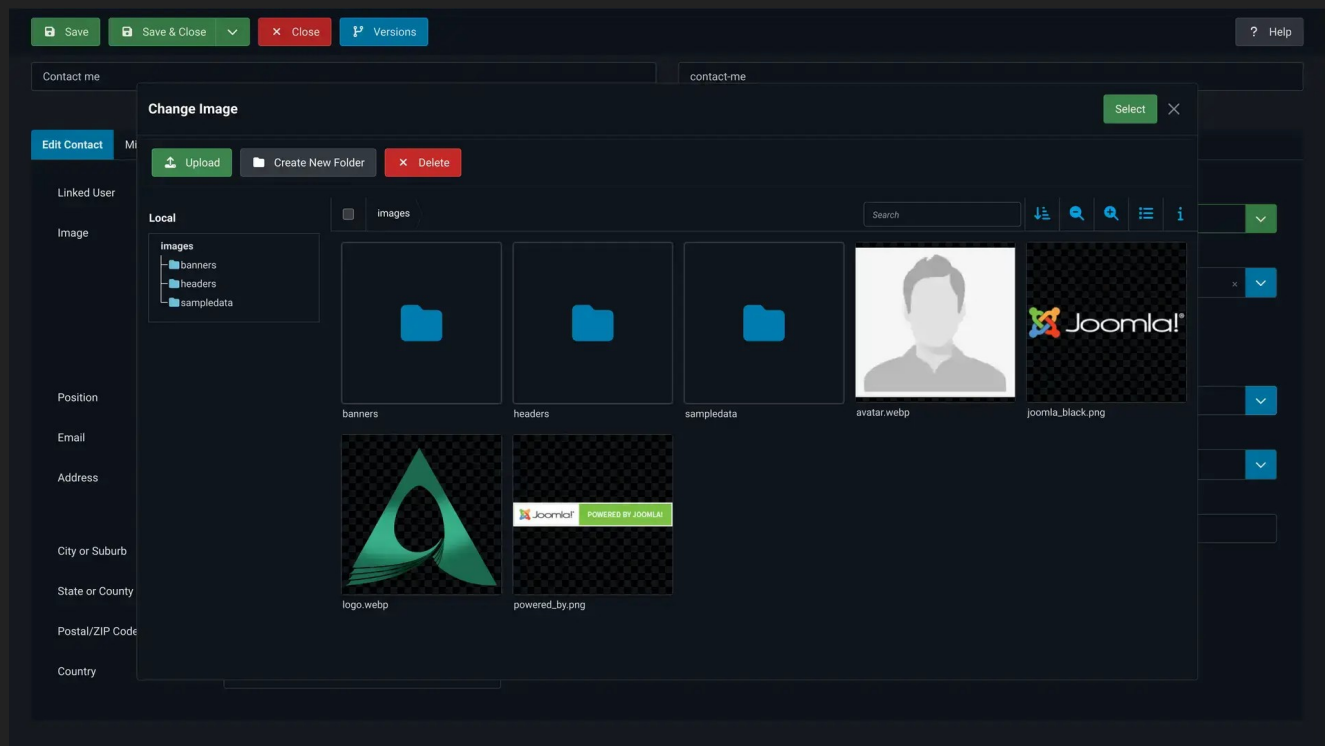 Save
Save & Close
Close
Versions
? Help
Contact me
contact-me
Change Image
Select
Edit Contact
Upload
Create New Folder
Delete
Linked User
Image
Position
Email
Address
City or Suburb
State or County
Postal/ZIP Code
Country
Local
images
banners
headers
sampledata
images
Search
banners
headers
sampledata
avatar.webp
Joomla!®
joomla_black.png
logo.webp
Joomla!® POWERED BY JOOMLA!
powered_by.png